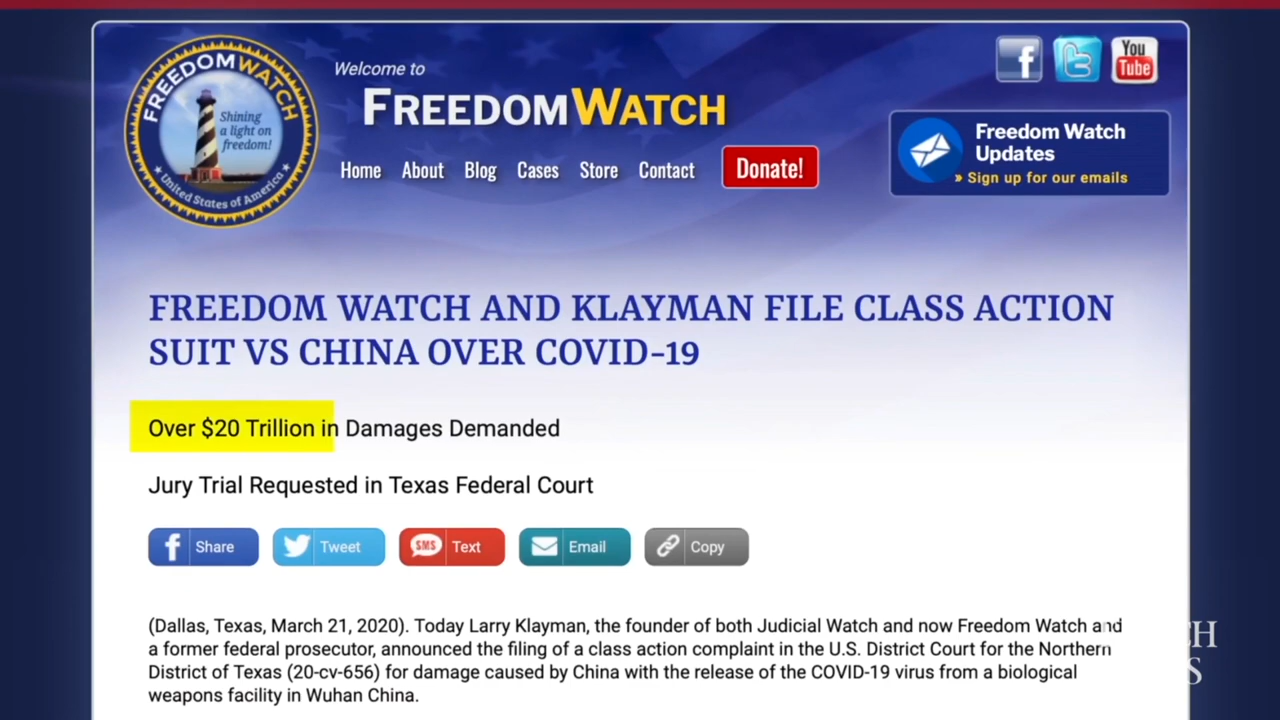 FREEDOMWATCH
Shining
a light on
freedom!
United States of America
Welcome to
FREEDOMWATCH
Home About Blog Cases Store Contact Donate!
f
You
Tube
Freedom Watch
Updates
» Sign up for our emails
FREEDOM WATCH AND KLAYMAN FILE CLASS ACTION
SUIT VS CHINA OVER COVID-19
Over $20 Trillion in Damages Demanded
Jury Trial Requested in Texas Federal Court
f Share Tweet SMS Text Email Copy
(Dallas, Texas, March 21, 2020). Today Larry Klayman, the founder of both Judicial Watch and now Freedom Watch and
a former federal prosecutor, announced the filing of a class action complaint in the U.S. District Court for the Northern
District of Texas (20-cv-656) for damage caused by China with the release of the COVID-19 virus from a biological
weapons facility in Wuhan China.